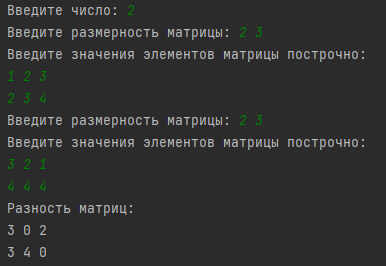 Введите число: 2
Введите размерность матрицы: 2 3
Введите значения элементов матрицы построчно:
1 2 3
2 3 4
Введите размерность матрицы: 2 3
Введите значения элементов матрицы построчно:
3 2 1
4 4 4
Разность матриц:
3 0 2
3 4 0